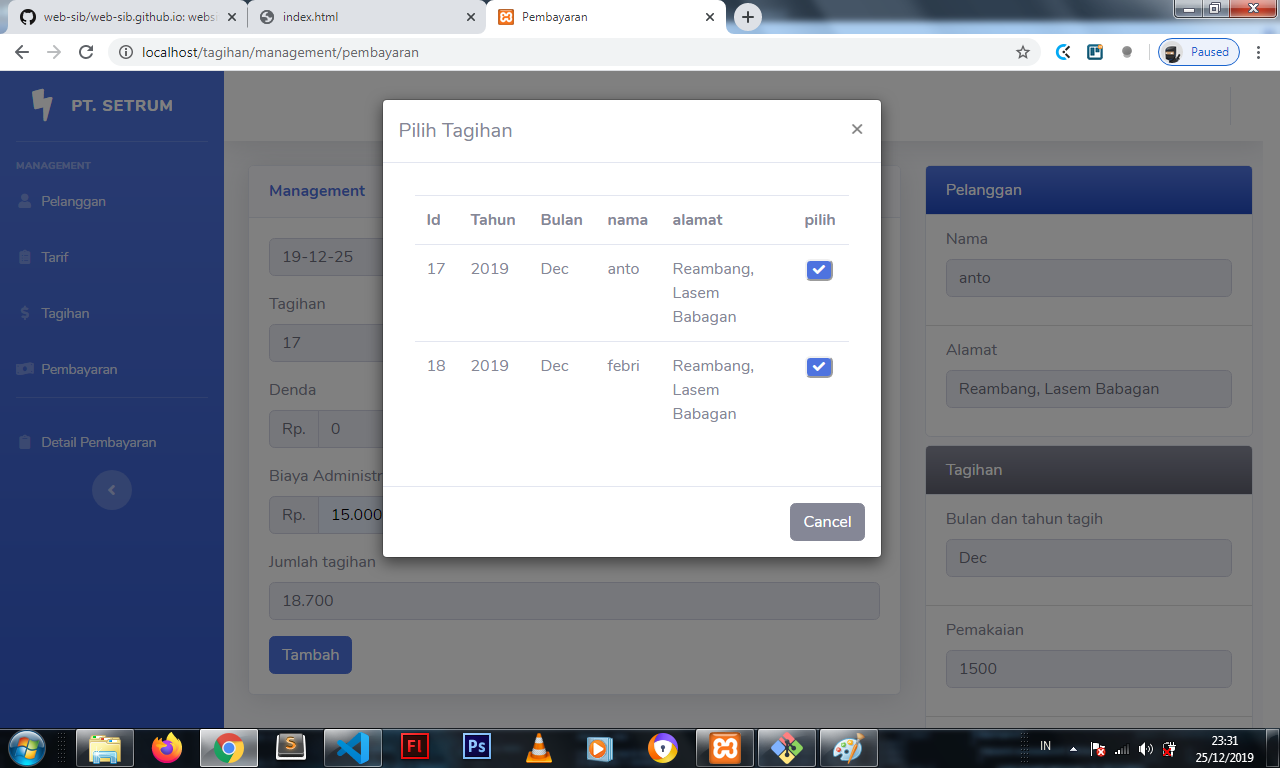 web-sib/web-sib.github.io: websi
index.html
Pembayaran
localhost/tagihan/management/pembayaran
Paused
PT. SETRUM
MANAGEMENT
Pelanggan
Tarif
Tagihan
Pembayaran
Detail Pembayaran
Management
19-12-25
Tagihan
17
Denda
Rp. 0
Biaya Administr
Rp. 15.000
Jumlah tagihan
18.700
Tambah
Pilih Tagihan
×
Id Tahun Bulan nama alamat pilih
17 2019 Dec anto Reambang,
Lasem
Babagan
18 2019 Dec febri Reambang,
Lasem
Babagan
Cancel
Pelanggan
Nama
anto
Alamat
Reambang, Lasem Babagan
Tagihan
Bulan dan tahun tagih
Dec
Pemakaian
1500
S
Fl
Ps
IN
23:31
25/12/2019